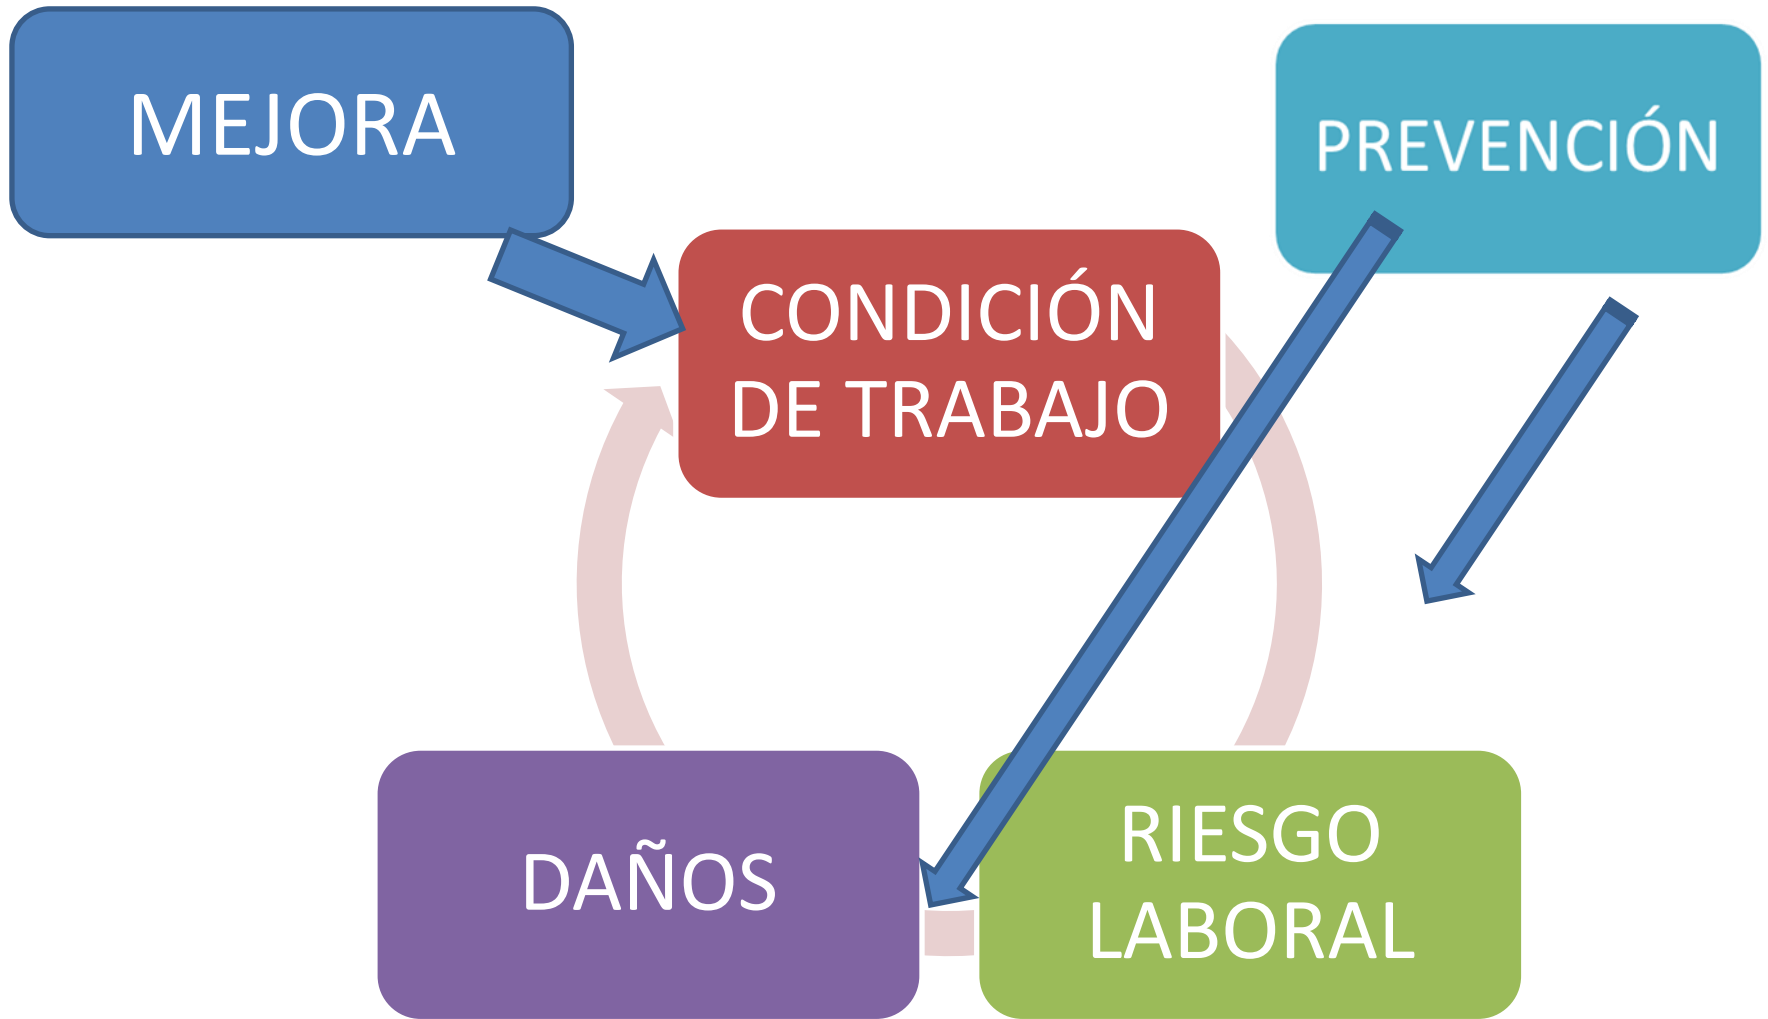 MEJORA
PREVENCIÓN
CONDICIÓN
DE TRABAJO
DAÑOS
RIESGO
LABORAL